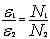 ε₁/ε₂ = N₁/N₂